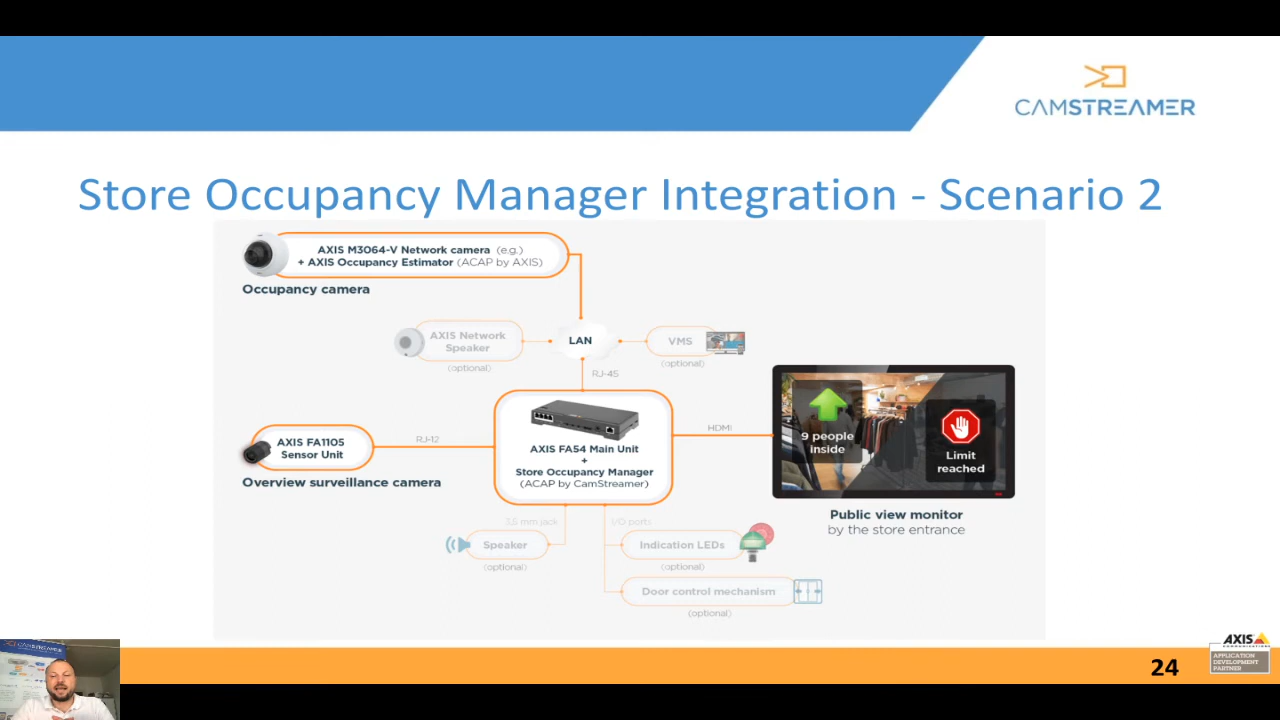 CAMSTREAMER
Store Occupancy Manager Integration - Scenario 2
AXIS M3064-V Network camera (e.g.)
+ AXIS Occupancy Estimator (ACAP by AXIS)
Occupancy camera
AXIS Network
Speaker
(optional)
LAN
VMS
(optional)
RJ-45
AXIS FA1105
Sensor Unit
Overview surveillance camera
RJ-12
AXIS FA54 Main Unit
+
Store Occupancy Manager
(ACAP by CamStreamer)
HDMI
9 people
inside
Limit
reached
Public view monitor
by the store entrance
3,5 mm jack
I/O ports
Speaker
(optional)
Indication LEDs
(optional)
Door control mechanism
(optional)
CAMSTREAMER
24
AXIS
COMMUNICATIONS
APPLICATION
DEVELOPMENT
PARTNER